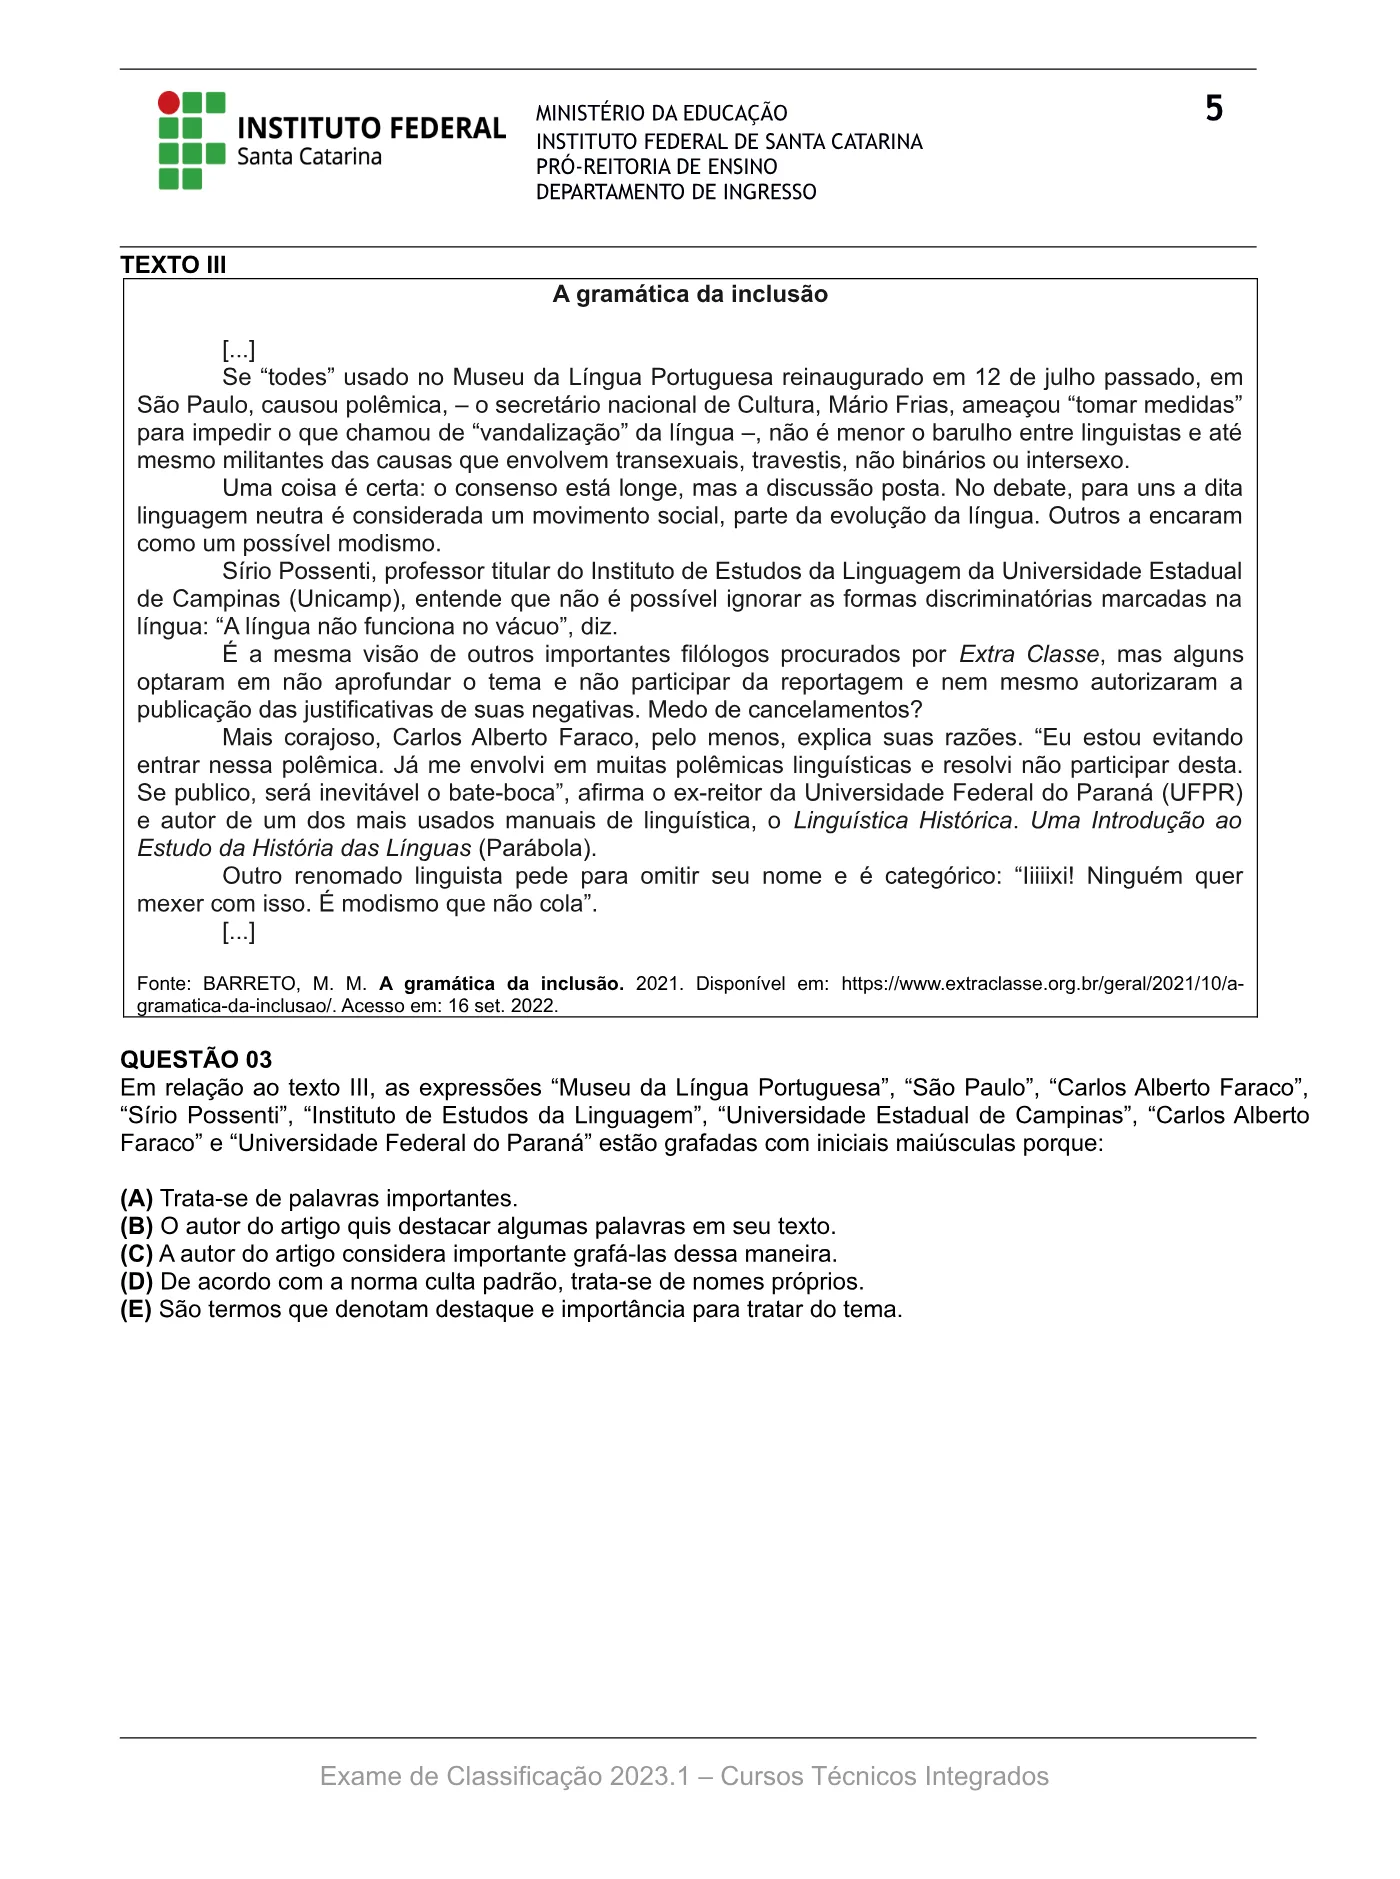 INSTITUTO FEDERAL
Santa Catarina
MINISTÉRIO DA EDUCAÇÃO
INSTITUTO FEDERAL DE SANTA CATARINA
PRÓ-REITORIA DE ENSINO
DEPARTAMENTO DE INGRESSO
5
TEXTO III
A gramática da inclusão
[...]
Se “todes” usado no Museu da Língua Portuguesa reinaugurado em 12 de julho passado, em
São Paulo, causou polêmica, – o secretário nacional de Cultura, Mário Frias, ameaçou “tomar medidas”
para impedir o que chamou de “vandalização” da língua –, não é menor o barulho entre linguistas e até
mesmo militantes das causas que envolvem transexuais, travestis, não binários ou intersexo.
Uma coisa é certa: o consenso está longe, mas a discussão posta. No debate, para uns a dita
linguagem neutra é considerada um movimento social, parte da evolução da língua. Outros a encaram
como um possível modismo.
Sírio Possenti, professor titular do Instituto de Estudos da Linguagem da Universidade Estadual
de Campinas (Unicamp), entende que não é possível ignorar as formas discriminatórias marcadas na
língua: “A língua não funciona no vácuo”, diz.
É a mesma visão de outros importantes filólogos procurados por Extra Classe, mas alguns
optaram em não aprofundar o tema e não participar da reportagem e nem mesmo autorizaram a
publicação das justificativas de suas negativas. Medo de cancelamentos?
Mais corajoso, Carlos Alberto Faraco, pelo menos, explica suas razões. “Eu estou evitando
entrar nessa polêmica. Já me envolvi em muitas polêmicas linguísticas e resolvi não participar desta.
Se publico, será inevitável o bate-boca”, afirma o ex-reitor da Universidade Federal do Paraná (UFPR)
e autor de um dos mais usados manuais de linguística, o Linguística Histórica. Uma Introdução ao
Estudo da História das Línguas (Parábola).
Outro renomado linguista pede para omitir seu nome e é categórico: “Iiiiixi! Ninguém quer
mexer com isso. É modismo que não cola”.
[...]
Fonte: BARRETO, M. M. A gramática da inclusão. 2021. Disponível em: https://www.extraclasse.org.br/geral/2021/10/a-
gramatica-da-inclusao/. Acesso em: 16 set. 2022.
QUESTÃO 03
Em relação ao texto III, as expressões “Museu da Língua Portuguesa”, “São Paulo”, “Carlos Alberto Faraco”,
“Sírio Possenti”, “Instituto de Estudos da Linguagem”, “Universidade Estadual de Campinas”, “Carlos Alberto
Faraco” e “Universidade Federal do Paraná” estão grafadas com iniciais maiúsculas porque:
(A) Trata-se de palavras importantes.
(B) O autor do artigo quis destacar algumas palavras em seu texto.
(C) A autor do artigo considera importante grafá-las dessa maneira.
(D) De acordo com a norma culta padrão, trata-se de nomes próprios.
(E) São termos que denotam destaque e importância para tratar do tema.
Exame de Classificação 2023.1 – Cursos Técnicos Integrados